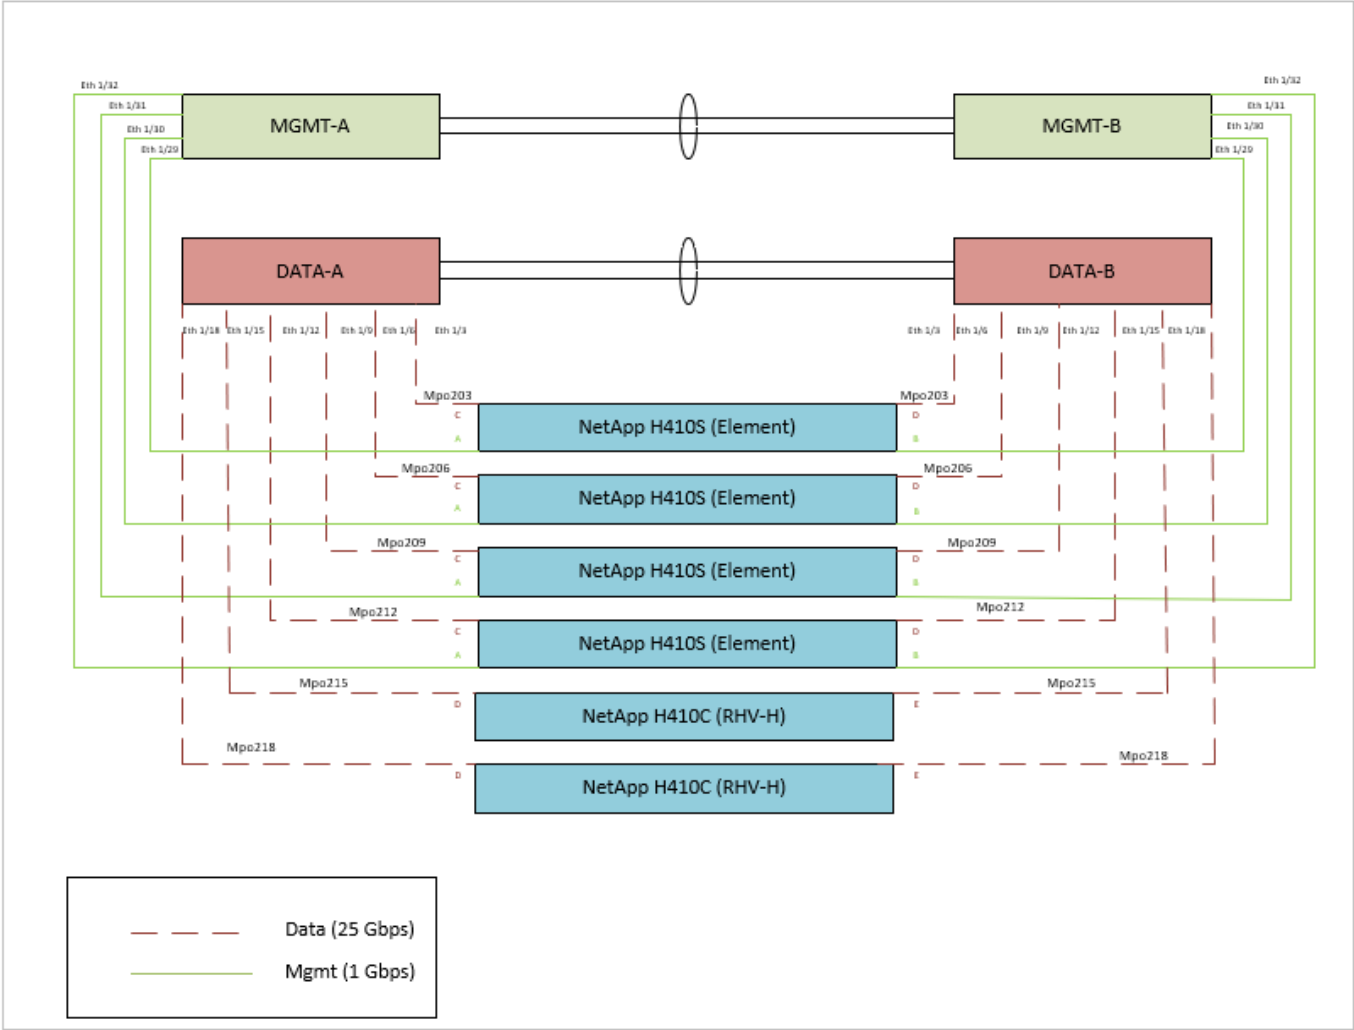 Eth 1/32
Eth 1/32
Eth 1/31
Eth 1/31
Eth 1/30
Eth 1/30
Eth 1/29
Eth 1/29
MGMT-A
MGMT-B
DATA-A
DATA-B
Eth 1/18 Eth 1/15 Eth 1/12 Eth 1/9 Eth 1/6 Eth 1/3
Eth 1/3 Eth 1/6 Eth 1/9 Eth 1/12 Eth 1/15 Eth 1/18
Mpo203
Mpo203
C
D
NetApp H410S (Element)
A
B
Mpo206
Mpo206
C
D
NetApp H410S (Element)
A
B
Mpo209
Mpo209
C
D
NetApp H410S (Element)
A
B
Mpo212
Mpo212
C
D
NetApp H410S (Element)
A
B
Mpo215
Mpo215
D
E
NetApp H410C (RHV-H)
Mpo218
Mpo218
D
E
NetApp H410C (RHV-H)
Data (25 Gbps)
Mgmt (1 Gbps)